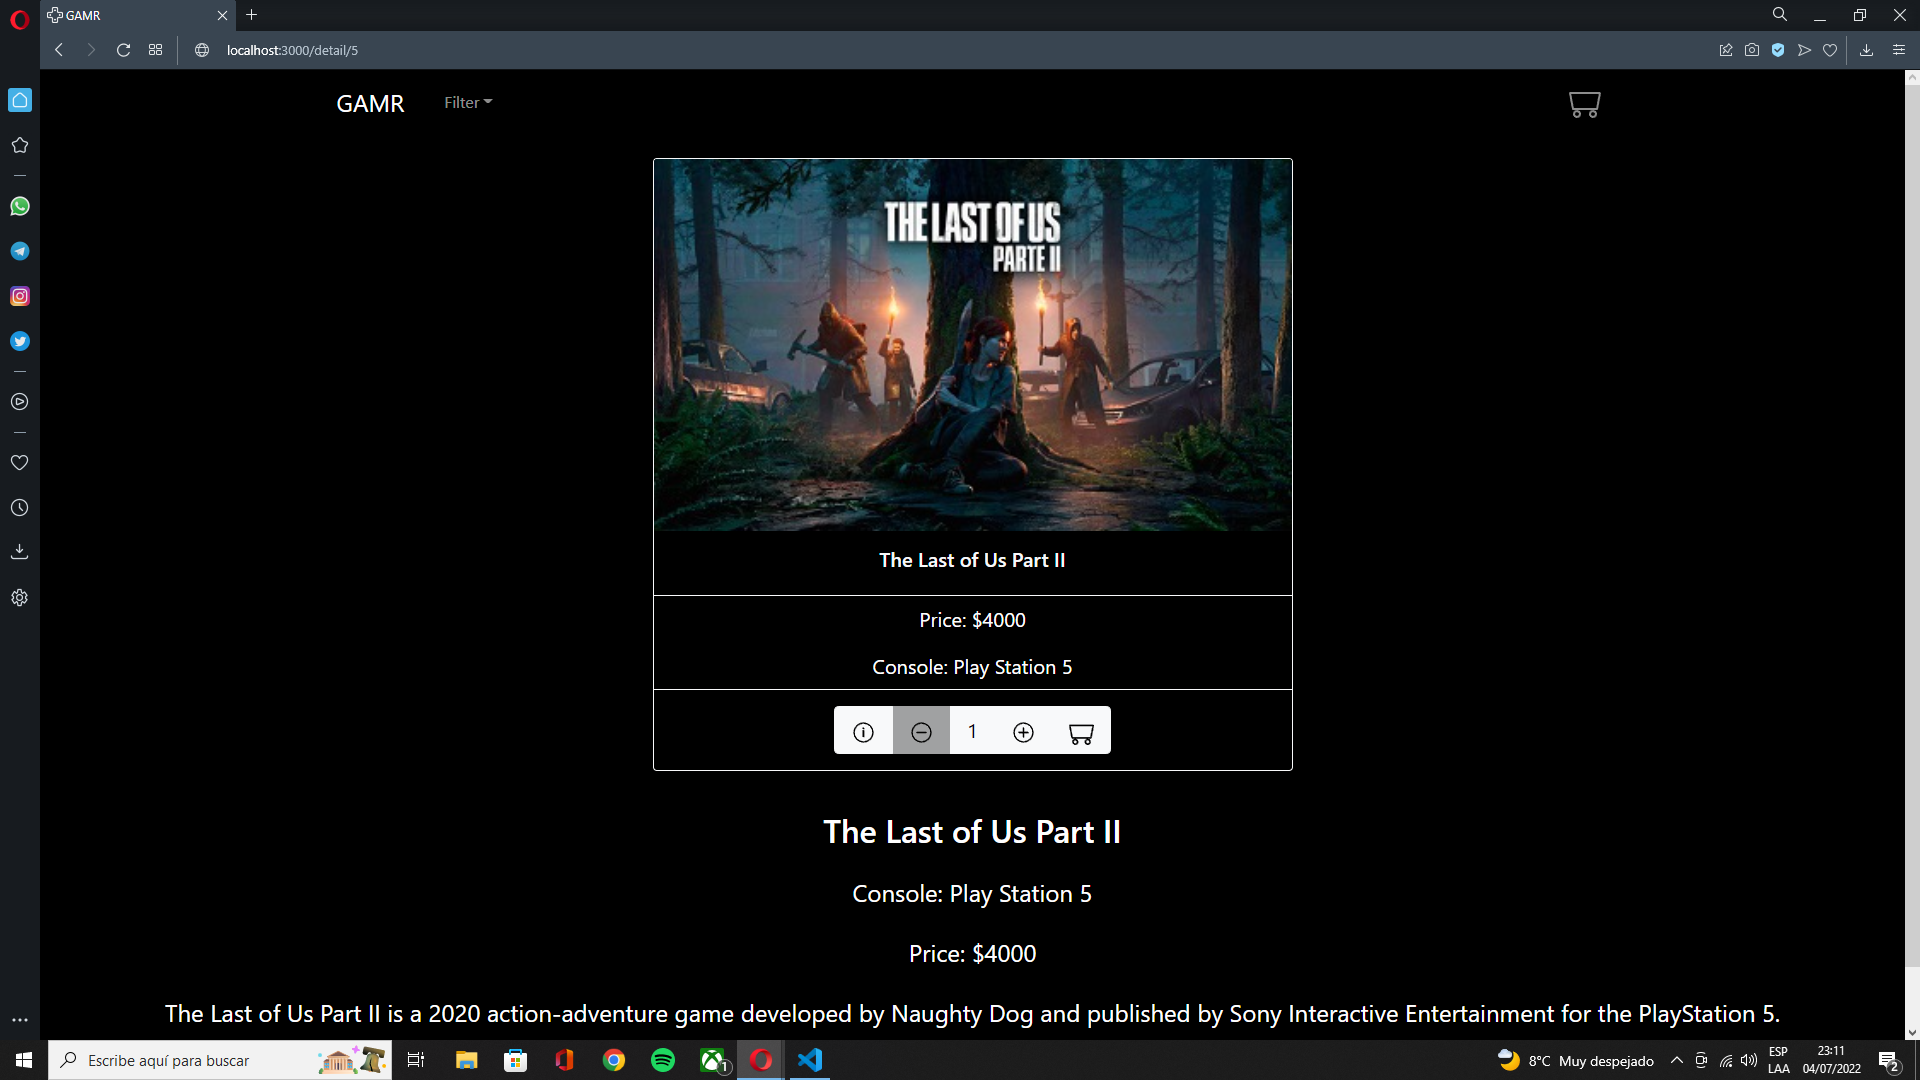 GAMR
localhost:3000/detail/5
GAMR
Filter
THE LAST OF US
PARTE II
The Last of Us Part II
Price: $4000
Console: Play Station 5
1
The Last of Us Part II
Console: Play Station 5
Price: $4000
The Last of Us Part II is a 2020 action-adventure game developed by Naughty Dog and published by Sony Interactive Entertainment for the PlayStation 5.
Escribe aquí para buscar
1
8°C Muy despejado
ESP
LAA
23:11
04/07/2022
2